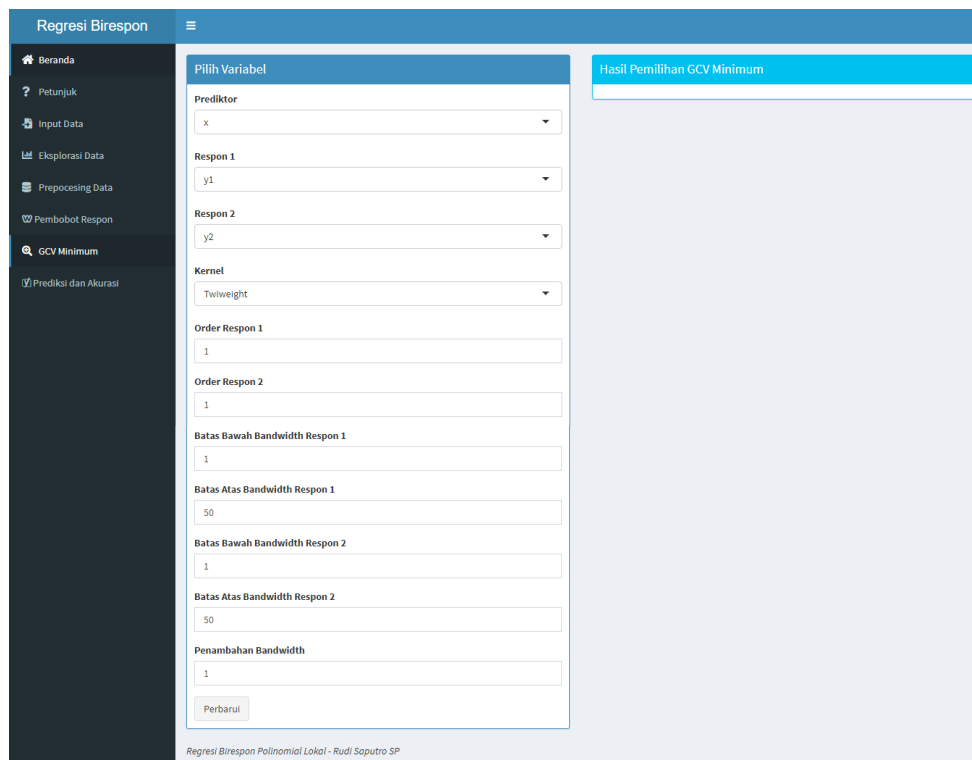 Regresi Birespon
Beranda
Petunjuk
Input Data
Eksplorasi Data
Prepocesing Data
Pembobot Respon
GCV Minimum
Prediksi dan Akurasi
Pilih Variabel
Prediktor
x
Respon 1
y1
Respon 2
y2
Kernel
Twiweight
Order Respon 1
1
Order Respon 2
1
Batas Bawah Bandwidth Respon 1
1
Batas Atas Bandwidth Respon 1
50
Batas Bawah Bandwidth Respon 2
1
Batas Atas Bandwidth Respon 2
50
Penambahan Bandwidth
1
Perbarui
Regresi Birespon Polinomial Lokal - Rudi Saputro SP
Hasil Pemilihan GCV Minimum